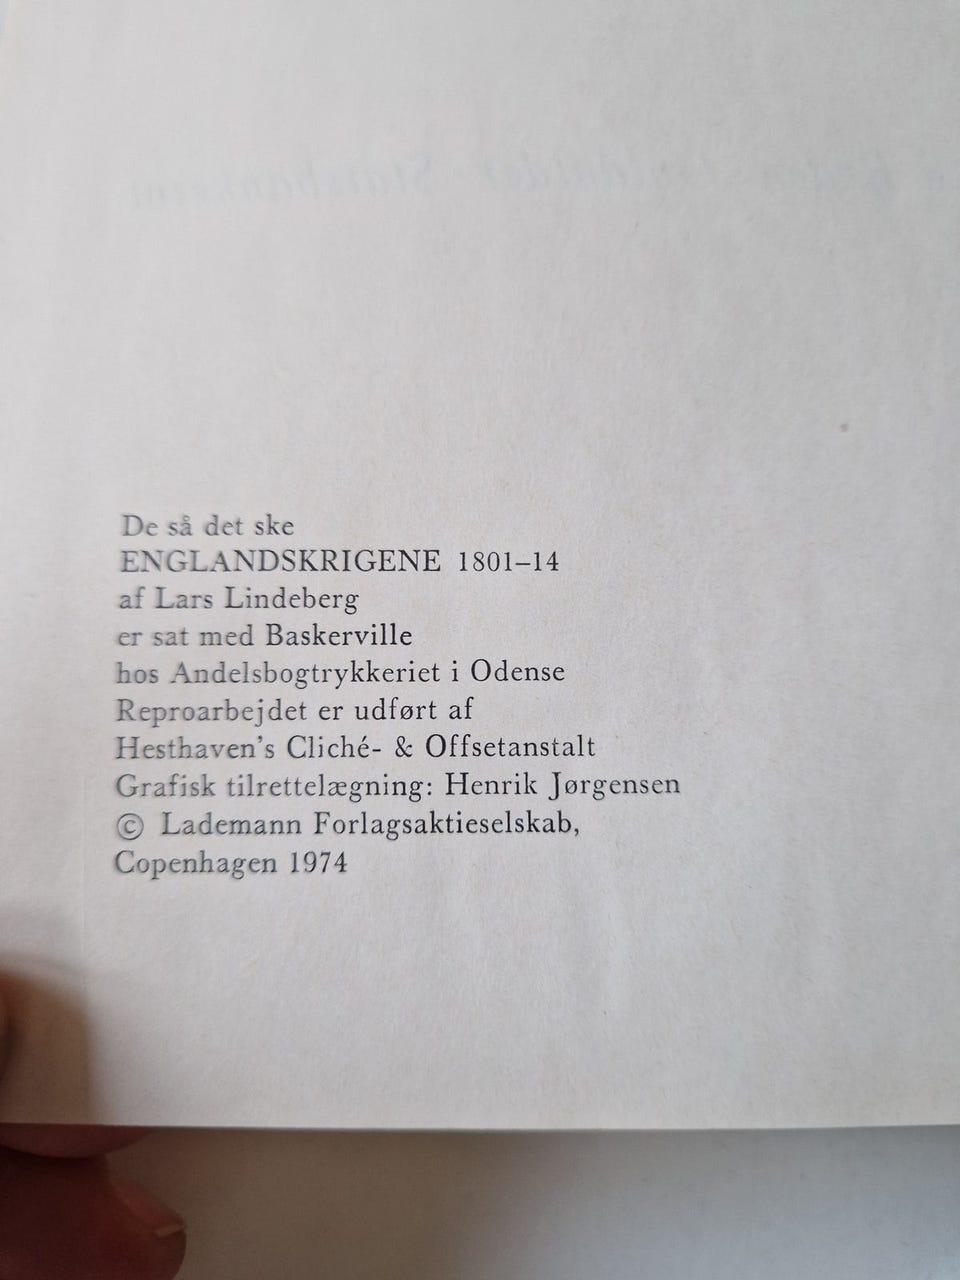 De så det ske
ENGLANDSKRIGENE 1801–14
af Lars Lindeberg
er sat med Baskerville
hos Andelsbogtrykkeriet i Odense
Reproarbejdet er udført af
Hesthaven's Cliché- & Offsetanstalt
Grafisk tilrettelægning: Henrik Jørgensen
© Lademann Forlagsaktieselskab,
Copenhagen 1974